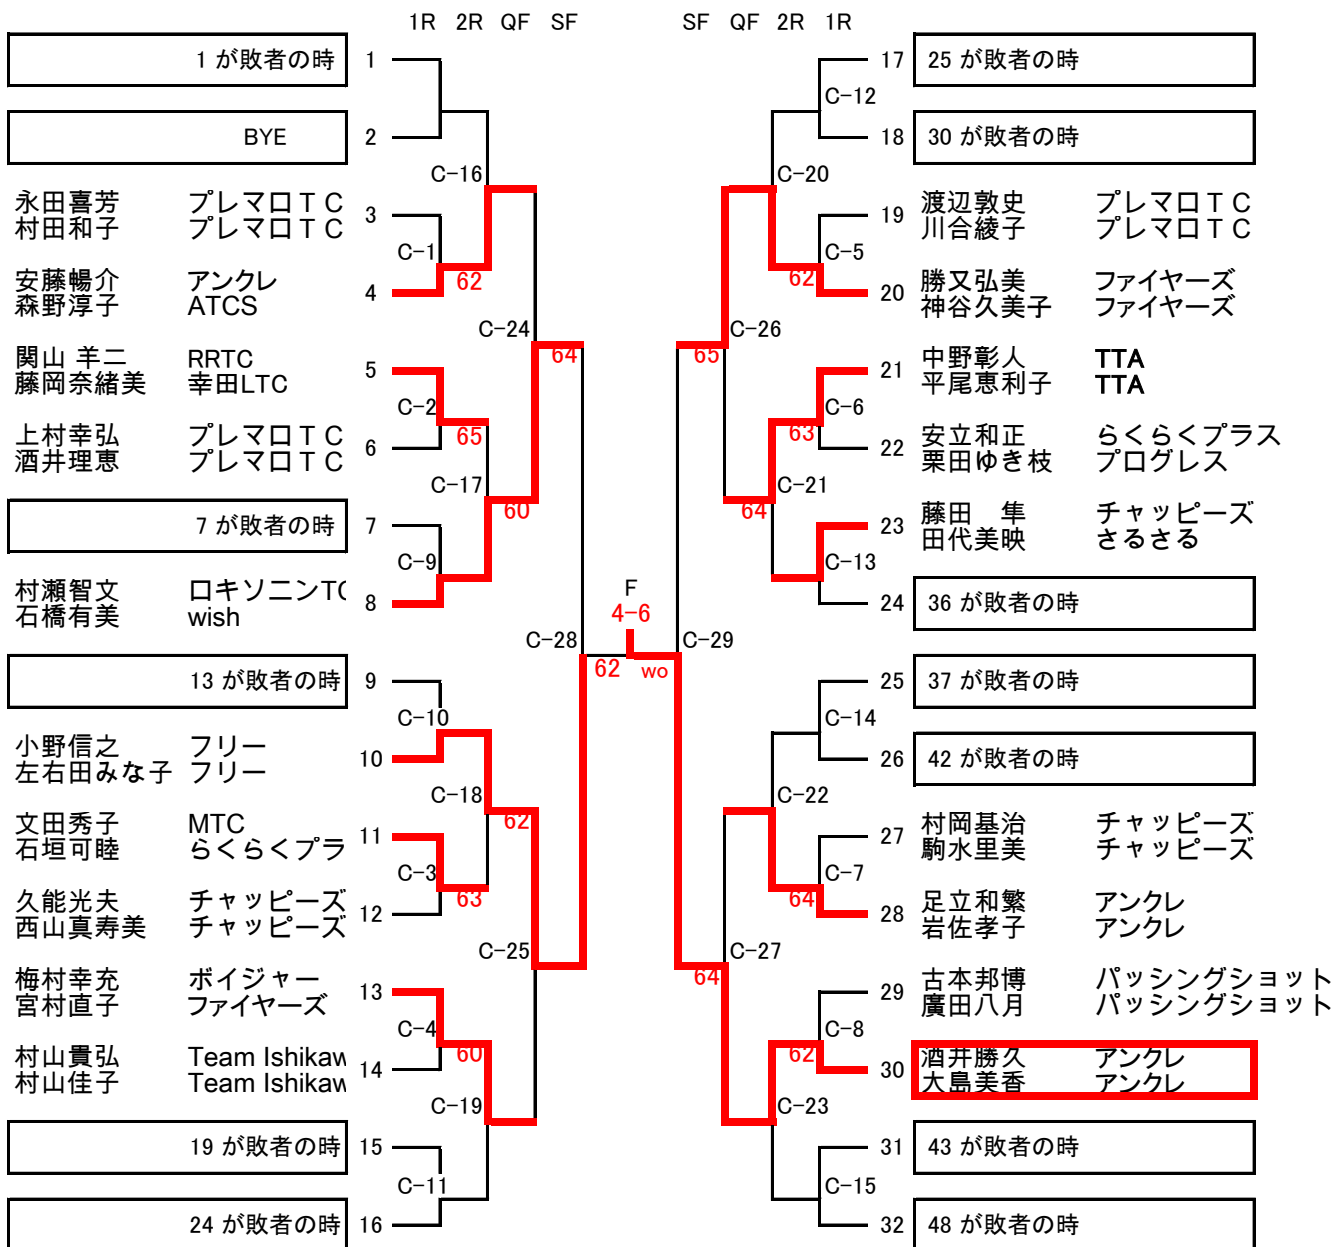 1R 2R QF SF
SF QF 2R 1R
1 が敗者の時 1
BYE 2
C-16
永田喜芳 プレマロＴＣ
村田和子 プレマロＴＣ
3
C-1
安藤暢介 アンクレ
森野淳子 ATCS
4
62
C-24
64
関山 羊二 RRTC
藤岡奈緒美 幸田LTC
5
C-2
65
上村幸弘 プレマロＴＣ
酒井理恵 プレマロＴＣ
6
C-17
60
7 が敗者の時 7
C-9
村瀬智文 ロキソニンTC
石橋有美 wish
8
C-28
62
13 が敗者の時 9
C-10
小野信之 フリー
左右田みな子 フリー
10
C-18
62
文田秀子 MTC
石垣可睦 らくらくプラ
11
C-3
63
久能光夫 チャッピーズ
西山真寿美 チャッピーズ
12
C-25
梅村幸充 ボイジャー
宮村直子 ファイヤーズ
13
C-4
60
村山貴弘 Team Ishikaw
村山佳子 Team Ishikaw
14
C-19
19 が敗者の時 15
C-11
24 が敗者の時 16
F
4-6
wo
17 25 が敗者の時
C-12
18 30 が敗者の時
C-20
19
渡辺敦史 プレマロＴＣ
川合綾子 プレマロＴＣ
C-5
62
20
勝又弘美 ファイヤーズ
神谷久美子 ファイヤーズ
C-26
65
21
中野彰人 TTA
平尾恵利子 TTA
C-6
63
22
安立和正 らくらくプラス
栗田ゆき枝 プログレス
C-21
64
23
藤田　隼 チャッピーズ
田代美映 さるさる
C-13
24 36 が敗者の時
C-29
25 37 が敗者の時
C-14
26 42 が敗者の時
C-22
27
村岡基治 チャッピーズ
駒水里美 チャッピーズ
C-7
64
28
足立和繁 アンクレ
岩佐孝子 アンクレ
C-27
64
29
古本邦博 パッシングショット
廣田八月 パッシングショット
C-8
62
30
酒井勝久 アンクレ
大島美香 アンクレ
C-23
31 43 が敗者の時
C-15
32 48 が敗者の時